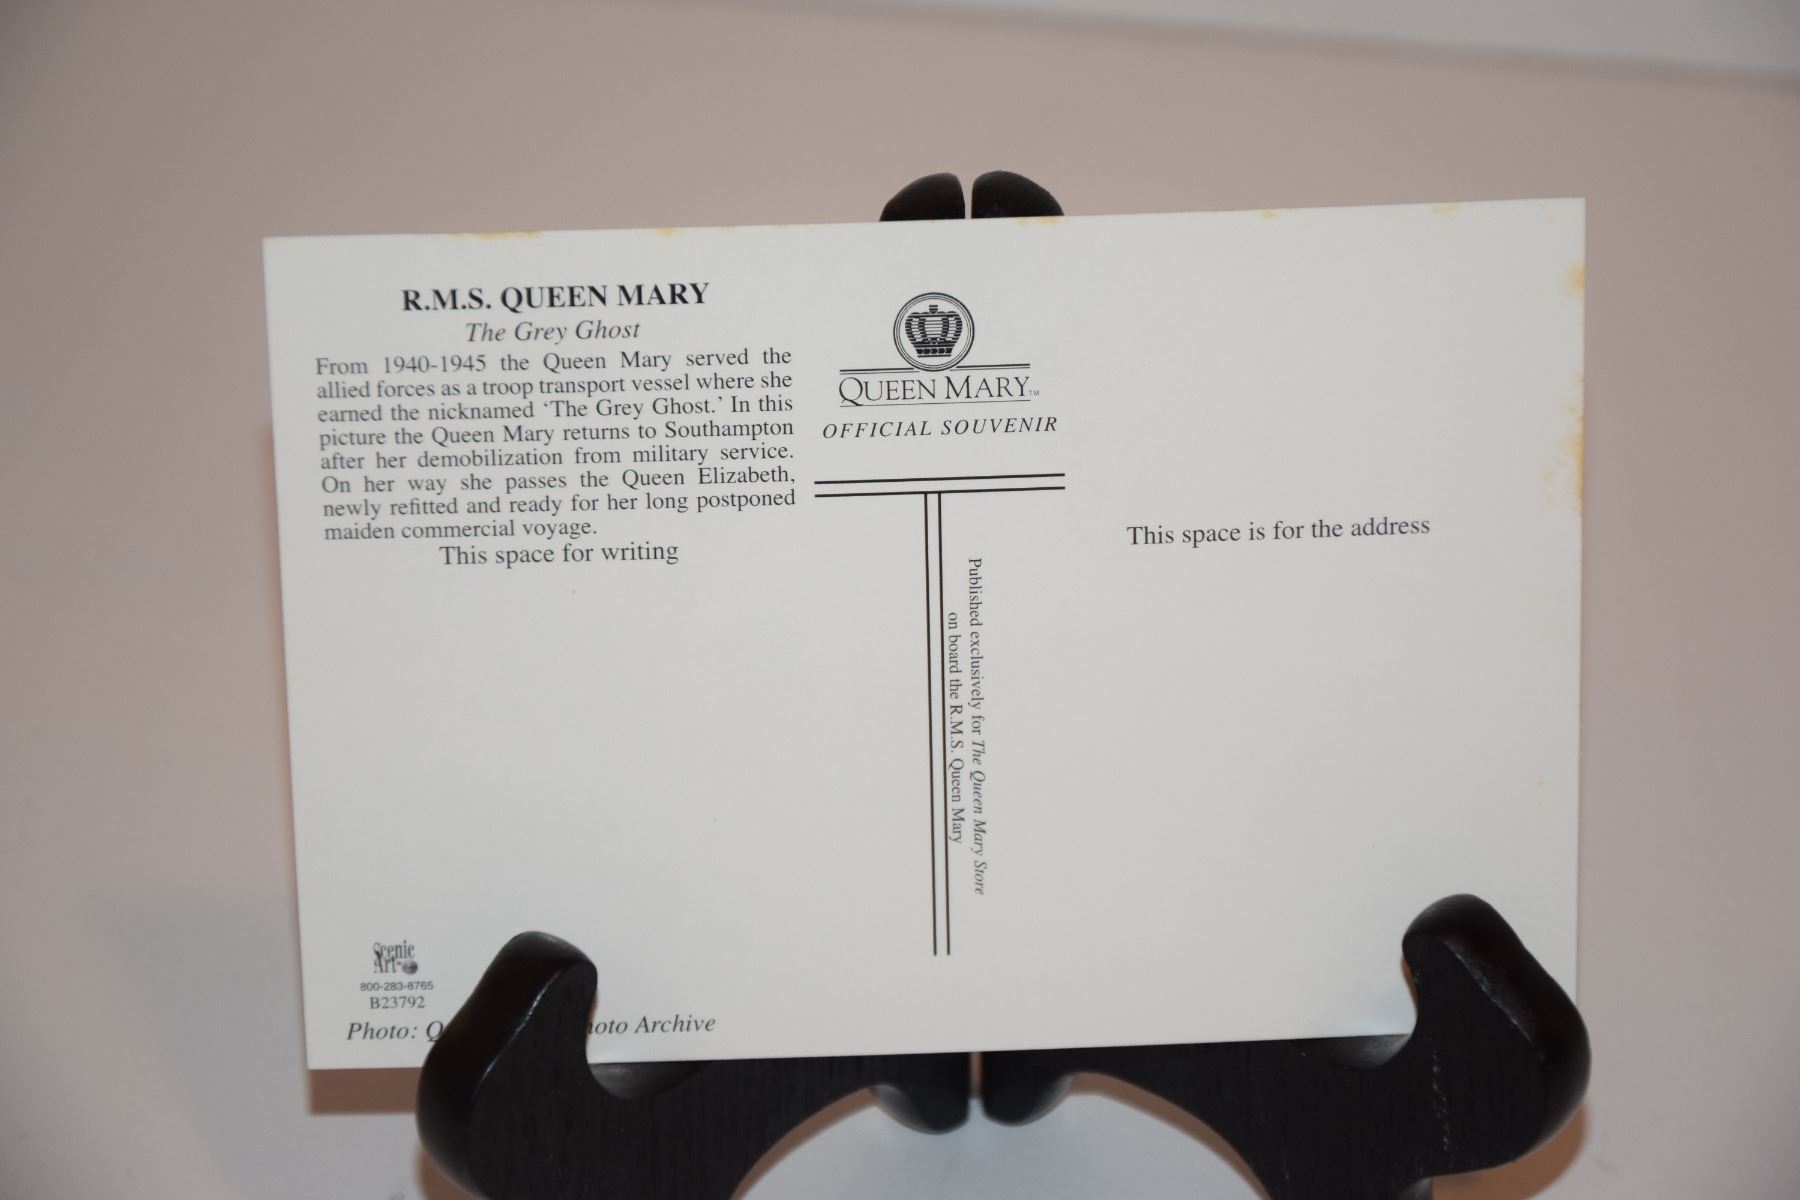 R.M.S. QUEEN MARY
The Grey Ghost
From 1940-1945 the Queen Mary served the
allied forces as a troop transport vessel where she
earned the nicknamed ‘The Grey Ghost.’ In this
picture the Queen Mary returns to Southampton
after her demobilization from military service.
On her way she passes the Queen Elizabeth,
newly refitted and ready for her long postponed
maiden commercial voyage.
This space for writing
Scenic
Art
800-283-8765
B23792
Photo: oto Archive
QUEEN MARY™
OFFICIAL SOUVENIR
Published exclusively for The Queen Mary Store
on board the R.M.S. Queen Mary
This space is for the address